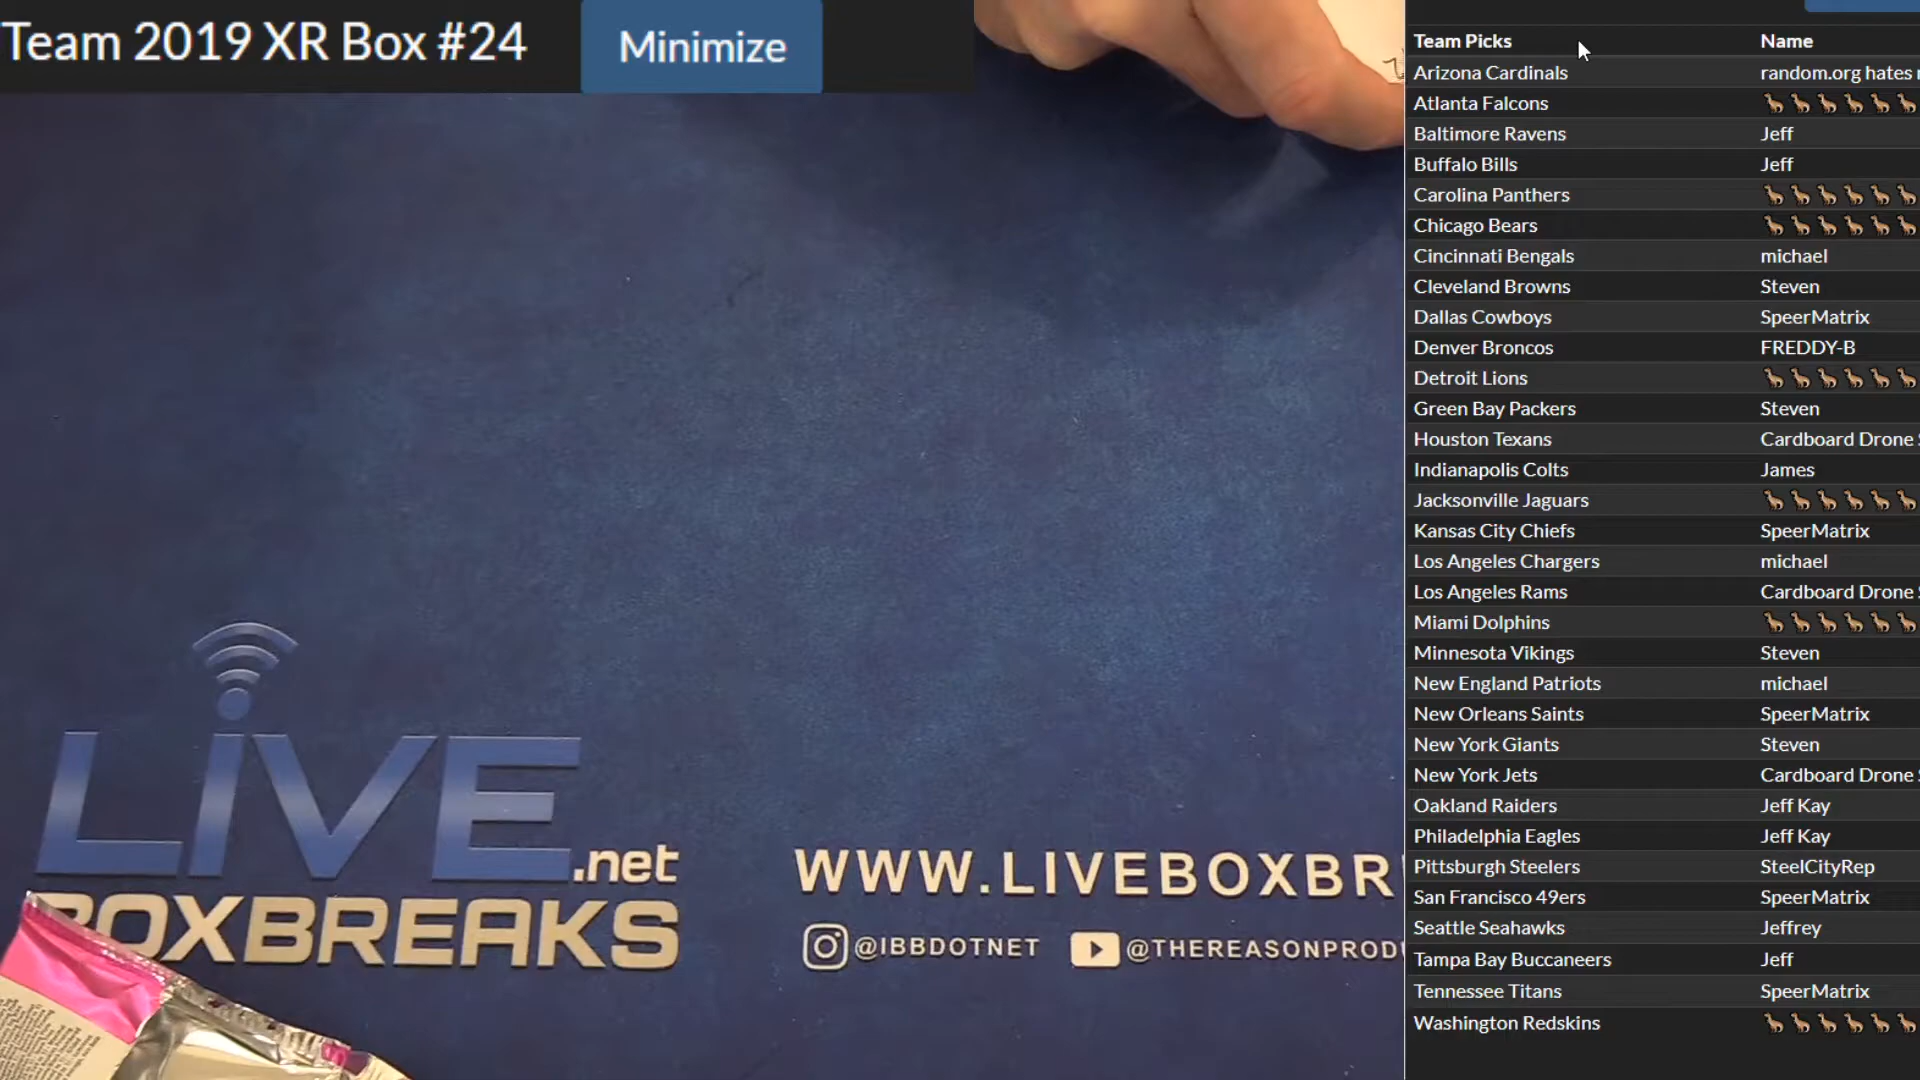 Team 2019 XR Box #24
Minimize
Team Picks Name
Arizona Cardinals random.org hates
Atlanta Falcons
Baltimore Ravens Jeff
Buffalo Bills Jeff
Carolina Panthers
Chicago Bears
Cincinnati Bengals michael
Cleveland Browns Steven
Dallas Cowboys SpeerMatrix
Denver Broncos FREDDY-B
Detroit Lions
Green Bay Packers Steven
Houston Texans Cardboard Drone
Indianapolis Colts James
Jacksonville Jaguars
Kansas City Chiefs SpeerMatrix
Los Angeles Chargers michael
Los Angeles Rams Cardboard Drone
Miami Dolphins
Minnesota Vikings Steven
New England Patriots michael
New Orleans Saints SpeerMatrix
New York Giants Steven
New York Jets Cardboard Drone
Oakland Raiders Jeff Kay
Philadelphia Eagles Jeff Kay
Pittsburgh Steelers SteelCityRep
San Francisco 49ers SpeerMatrix
Seattle Seahawks Jeffrey
Tampa Bay Buccaneers Jeff
Tennessee Titans SpeerMatrix
Washington Redskins
LIVE.net
BOXBREAKS
WWW.LIVEBOXBR
@IBBDOTNET @THEREASONPROD